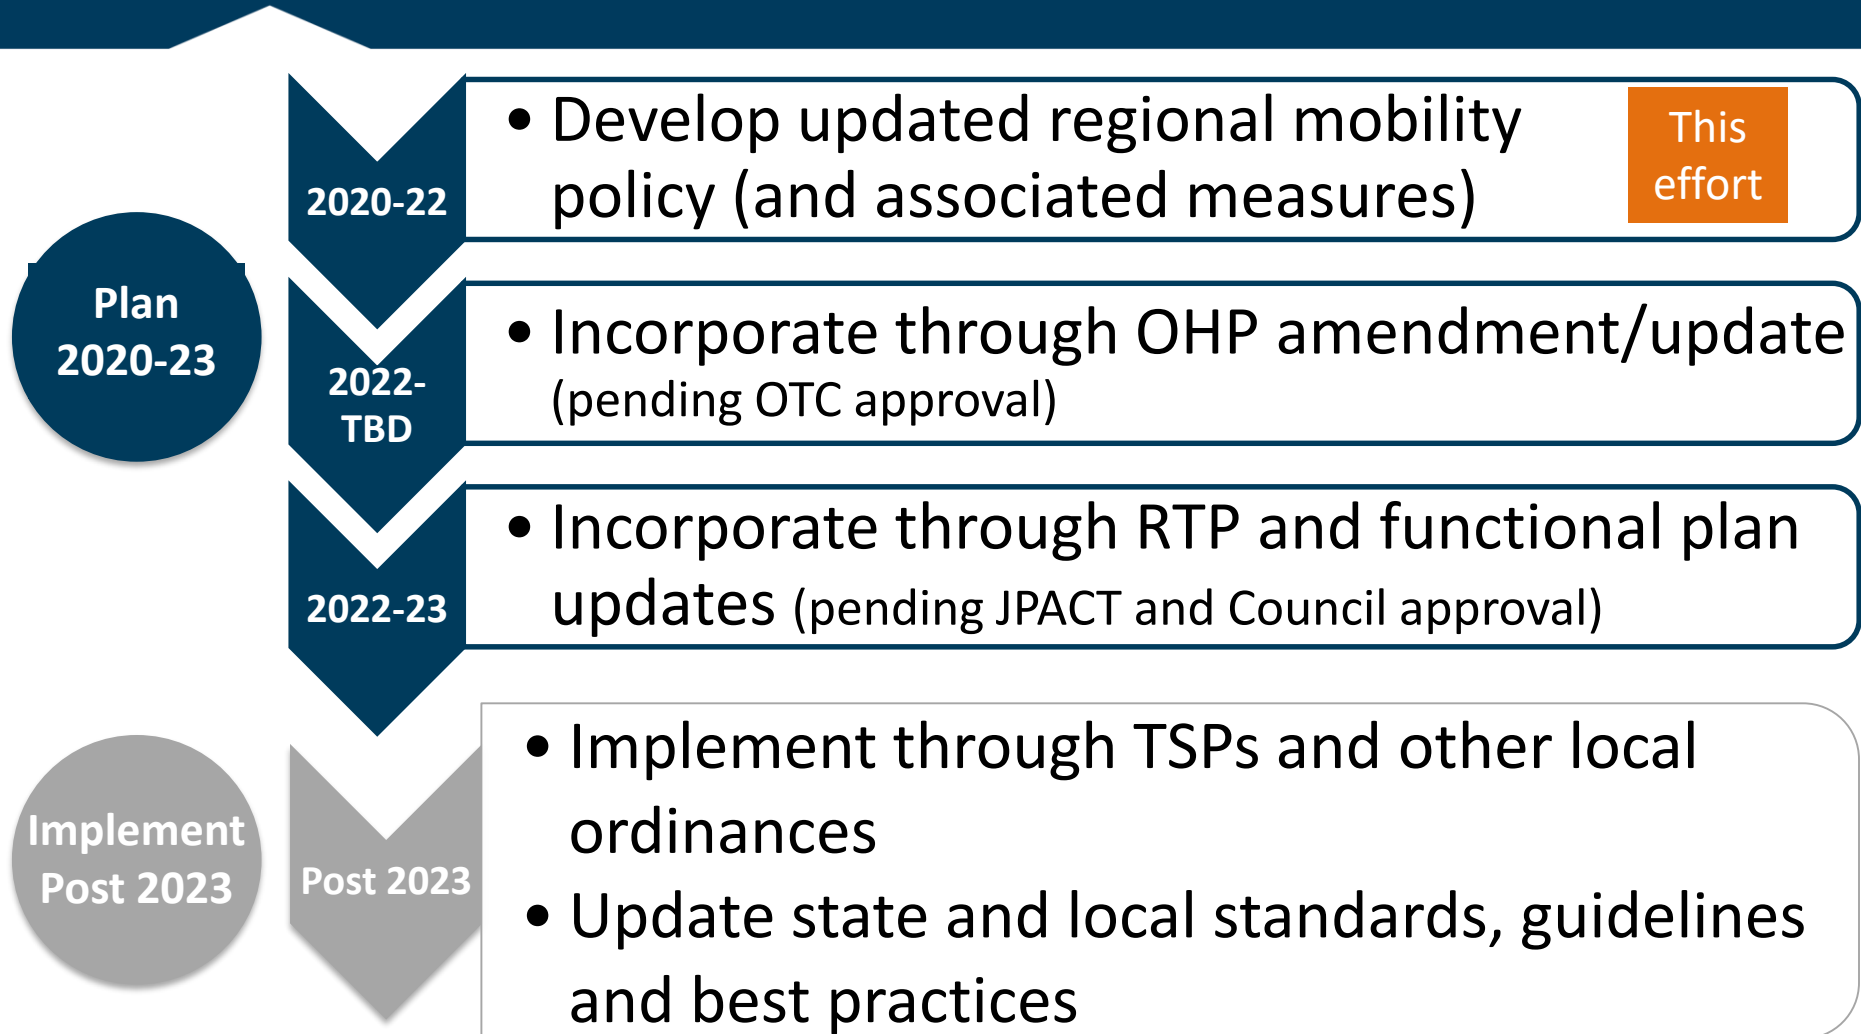 Plan
2020-23
2020-22
• Develop updated regional mobility
policy (and associated measures)
This
effort
2022-
TBD
• Incorporate through OHP amendment/update
(pending OTC approval)
2022-23
• Incorporate through RTP and functional plan
updates (pending JPACT and Council approval)
Implement
Post 2023
Post 2023
• Implement through TSPs and other local
ordinances
• Update state and local standards, guidelines
and best practices